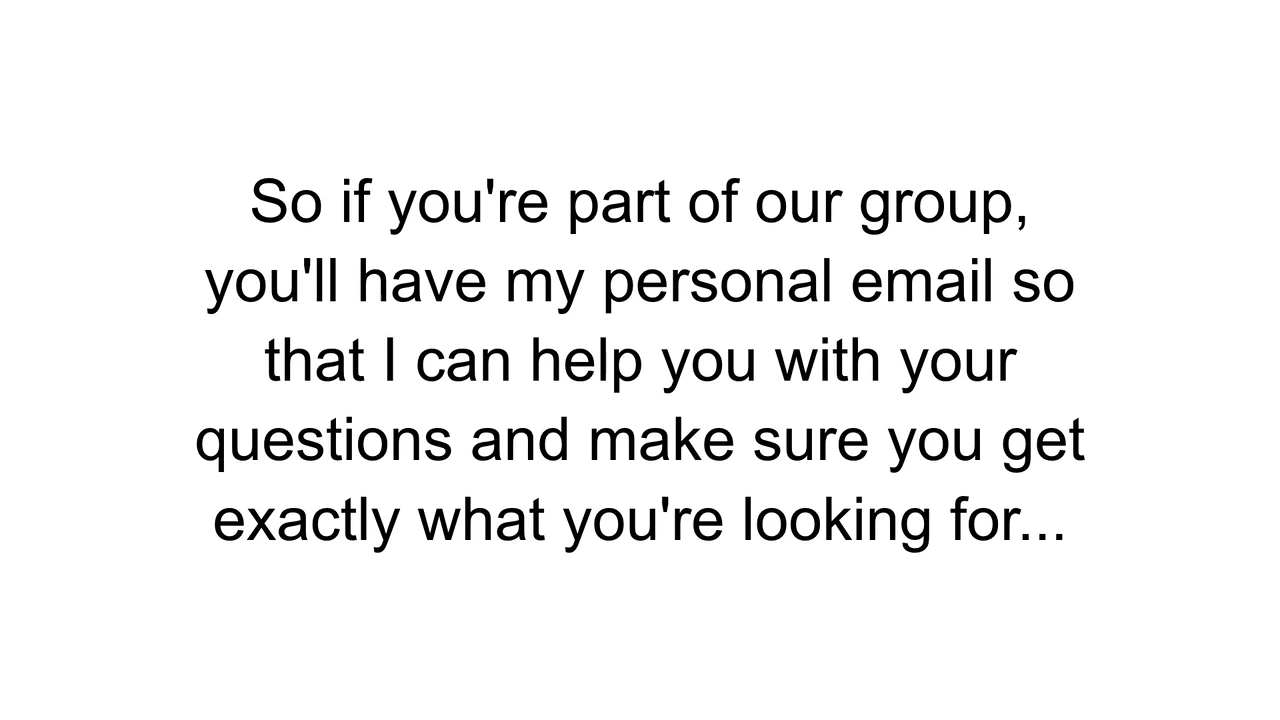 So if you're part of our group,
you'll have my personal email so
that I can help you with your
questions and make sure you get
exactly what you're looking for...